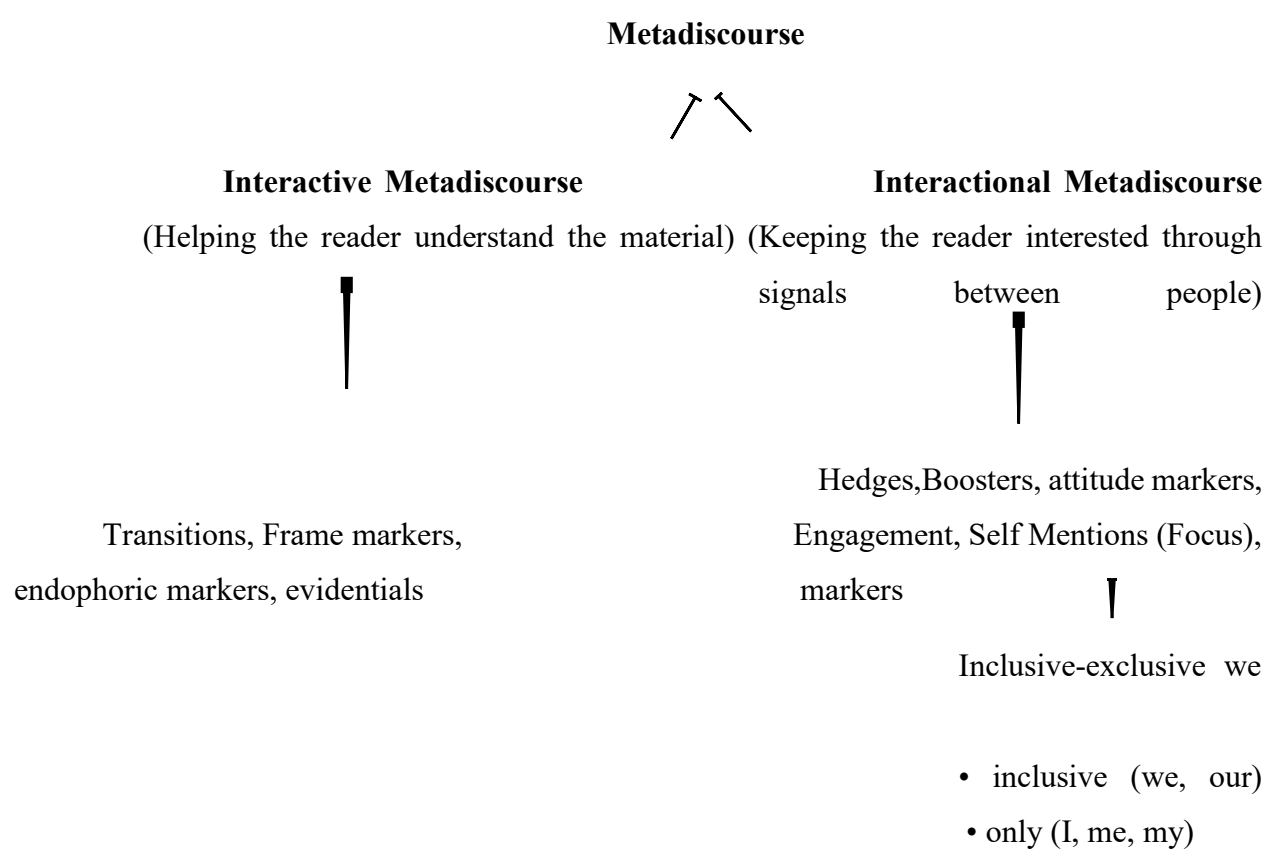 Metadiscourse
Interactive Metadiscourse
(Helping the reader understand the material)
Interactional Metadiscourse
(Keeping the reader interested through
signals between people)
Transitions, Frame markers,
endophoric markers, evidentials
Hedges,Boosters, attitude markers,
Engagement, Self Mentions (Focus),
markers
Inclusive-exclusive we
• inclusive (we, our)
• only (I, me, my)